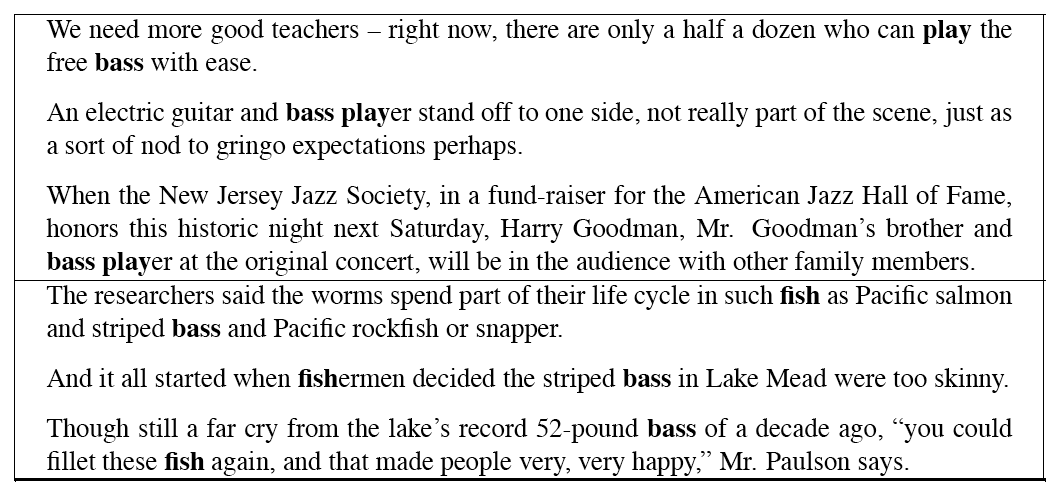 We need more good teachers – right now, there are only a half a dozen who can play the
free bass with ease.
An electric guitar and bass player stand off to one side, not really part of the scene, just as
a sort of nod to gringo expectations perhaps.
When the New Jersey Jazz Society, in a fund-raiser for the American Jazz Hall of Fame,
honors this historic night next Saturday, Harry Goodman, Mr. Goodman's brother and
bass player at the original concert, will be in the audience with other family members.
The researchers said the worms spend part of their life cycle in such fish as Pacific salmon
and striped bass and Pacific rockfish or snapper.
And it all started when fishermen decided the striped bass in Lake Mead were too skinny.
Though still a far cry from the lake's record 52-pound bass of a decade ago, “you could
fillet these fish again, and that made people very, very happy,” Mr. Paulson says.